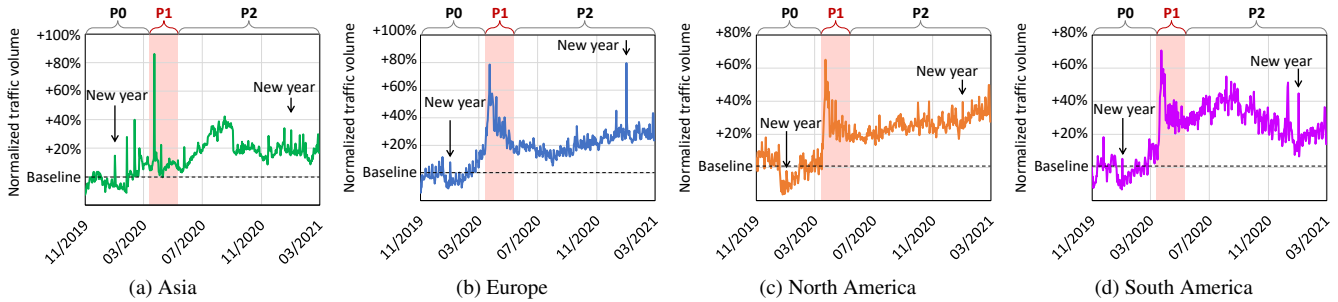 P0 P1 P2
Normalized traffic volume
+100%
+80%
+60%
+40%
+20%
Baseline
New year
New year
11/2019
03/2020
07/2020
11/2020
03/2021
(a) Asia
P0 P1 P2
Normalized traffic volume
+100%
+80%
+60%
+40%
+20%
Baseline
New year
New year
11/2019
03/2020
07/2020
11/2020
03/2021
(b) Europe
P0 P1 P2
Normalized traffic volume
+80%
+60%
+40%
+20%
Baseline
New year
New year
11/2019
03/2020
07/2020
11/2020
03/2021
(c) North America
P0 P1 P2
Normalized traffic volume
+80%
+60%
+40%
+20%
Baseline
New year
New year
11/2019
03/2020
07/2020
11/2020
03/2021
(d) South America